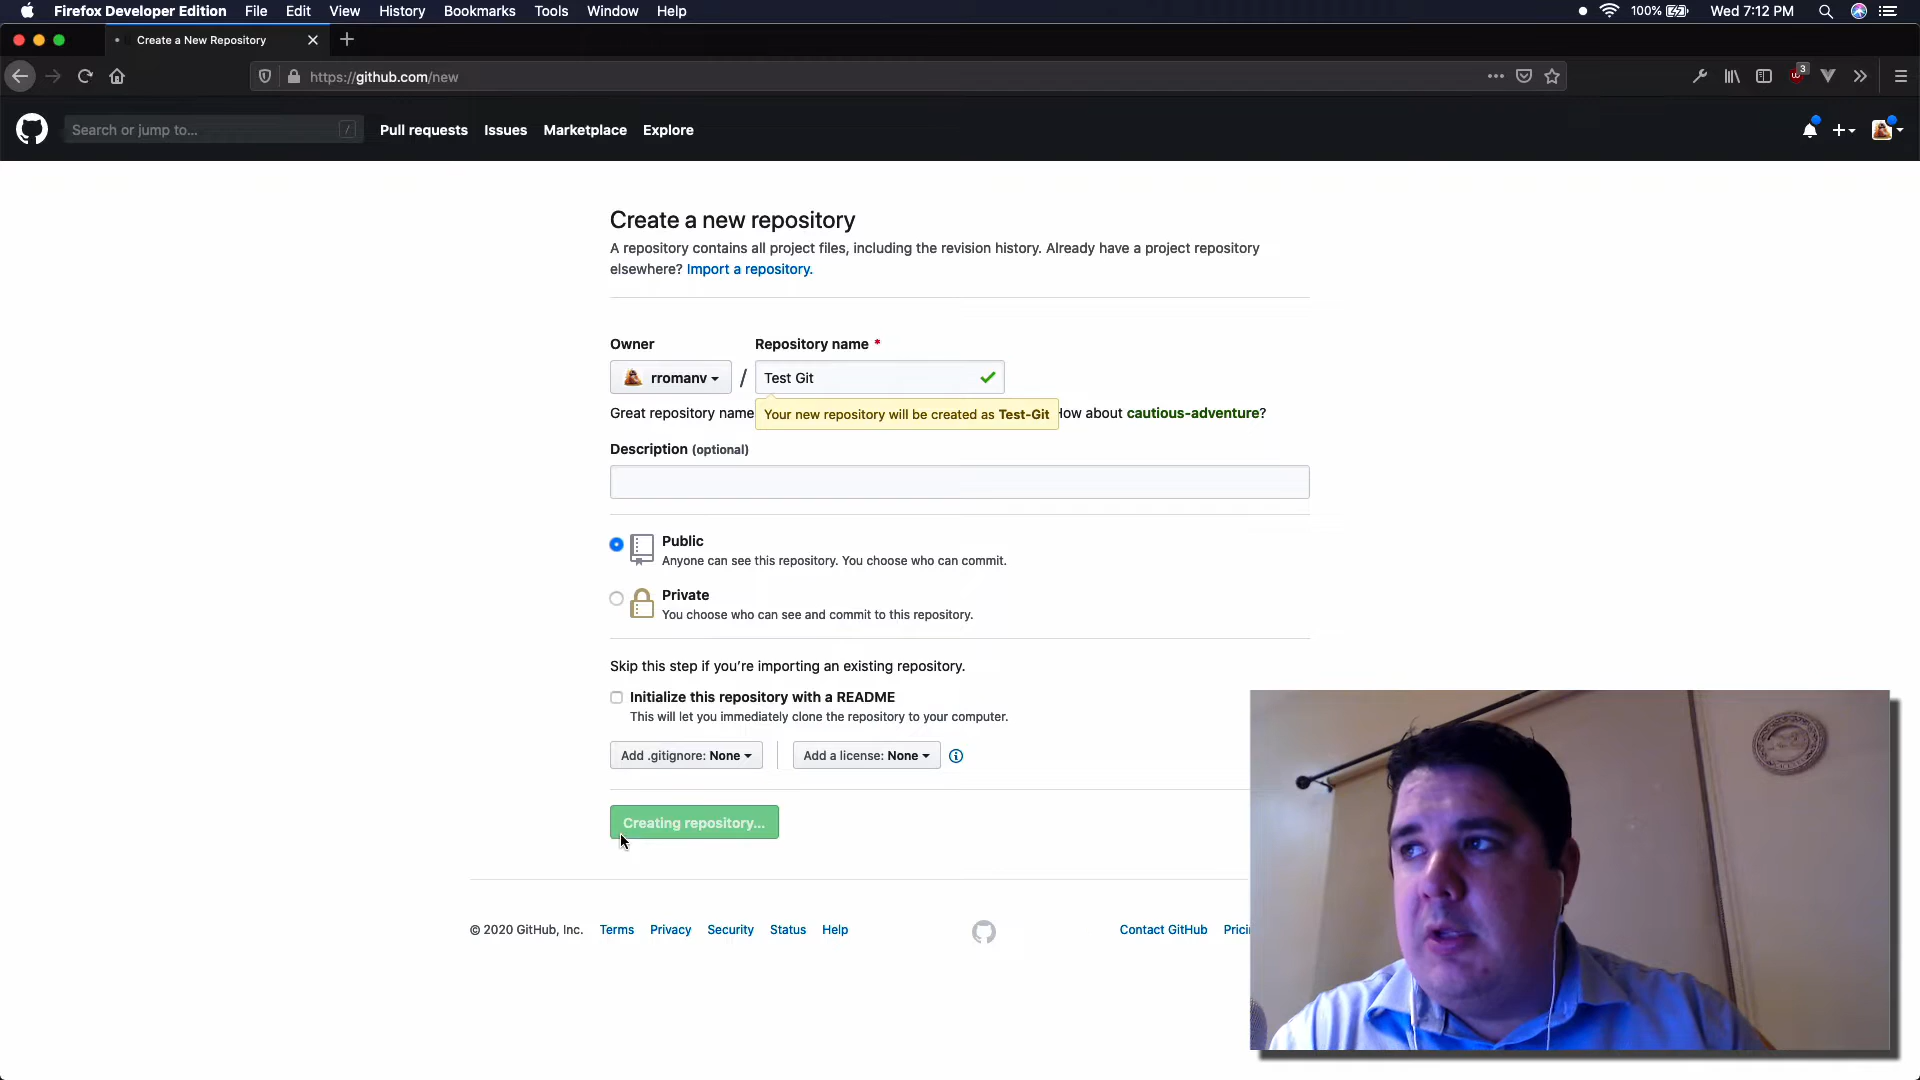 Firefox Developer Edition File Edit View History Bookmarks Tools Window Help 100% Wed 7:12 PM
Create a New Repository
https://github.com/new 3
Search or jump to... / Pull requests Issues Marketplace Explore
Create a new repository
A repository contains all project files, including the revision history. Already have a project repository
elsewhere? Import a repository.
Owner Repository name *
rromanv / Test Git
Great repository name Your new repository will be created as Test-Git How about cautious-adventure?
Description (optional)
Public
Anyone can see this repository. You choose who can commit.
Private
You choose who can see and commit to this repository.
Skip this step if you’re importing an existing repository.
Initialize this repository with a README
This will let you immediately clone the repository to your computer.
Add .gitignore: None Add a license: None
Creating repository...
© 2020 GitHub, Inc. Terms Privacy Security Status Help Contact GitHub